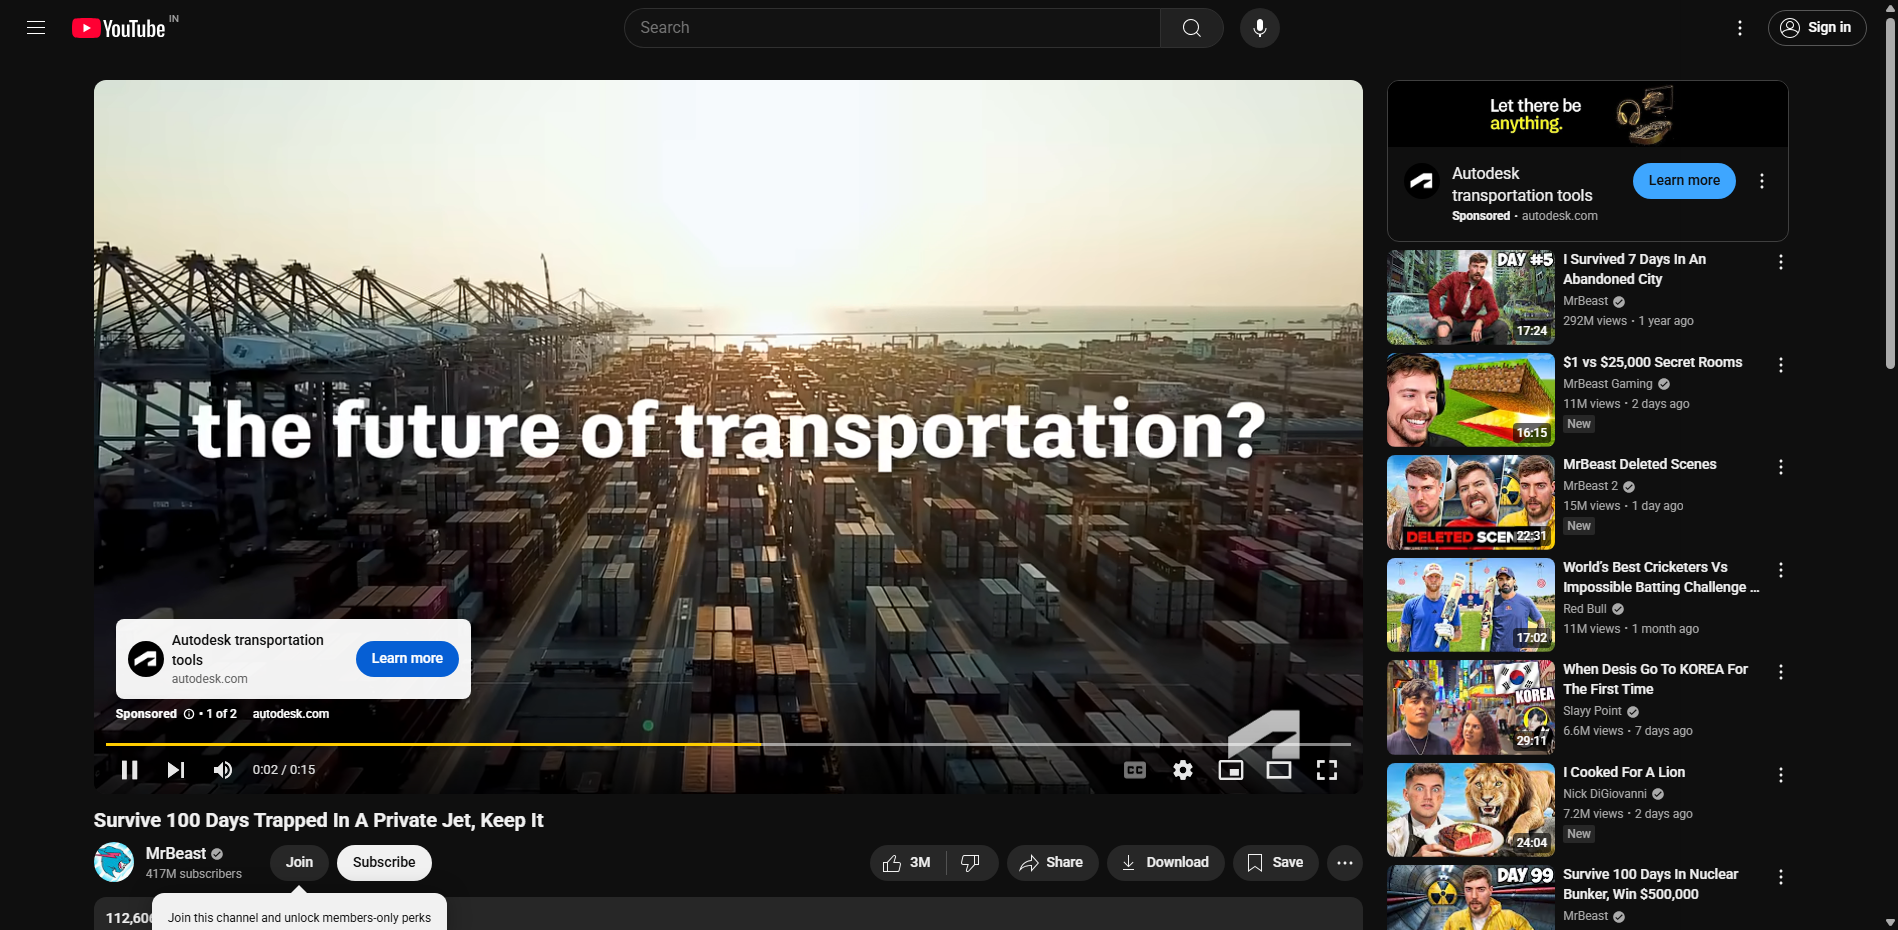 YouTube IN
Search
Sign in
the future of transportation?
Autodesk transportation
tools
autodesk.com
Learn more
Sponsored • 1 of 2 autodesk.com
0:02 / 0:15
CC
Survive 100 Days Trapped In A Private Jet, Keep It
MrBeast
417M subscribers
Join
Subscribe
3M
Share
Download
Save
Join this channel and unlock members-only perks
Let there be
anything.
Autodesk
transportation tools
Sponsored • autodesk.com
Learn more
DAY #5
17:24
I Survived 7 Days In An
Abandoned City
MrBeast
292M views • 1 year ago
16:15
$1 vs $25,000 Secret Rooms
MrBeast Gaming
11M views • 2 days ago
New
DELETED
22:31
MrBeast Deleted Scenes
MrBeast 2
15M views • 1 day ago
New
17:02
World’s Best Cricketers Vs
Impossible Batting Challenge ...
Red Bull
11M views • 1 month ago
KOREA
29:11
When Desis Go To KOREA For
The First Time
Slayy Point
6.6M views • 7 days ago
24:04
I Cooked For A Lion
Nick DiGiovanni
7.2M views • 2 days ago
New
DAY 99
Survive 100 Days In Nuclear
Bunker, Win $500,000
MrBeast